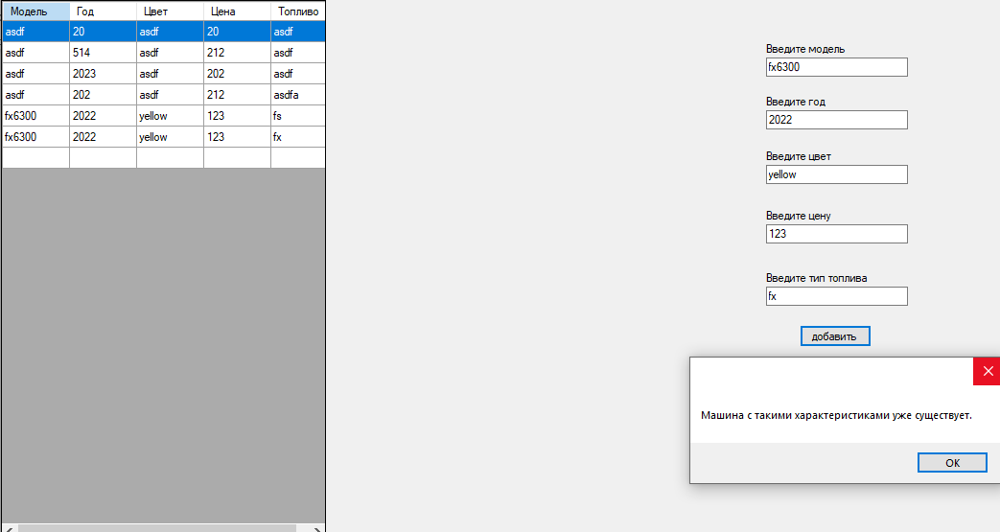 Модель Год Цвет Цена Топливо
asdf 20 asdf 20 asdf
asdf 514 asdf 212 asdf
asdf 2023 asdf 202 asdf
asdf 202 asdf 212 asdfa
fx6300 2022 yellow 123 fs
fx6300 2022 yellow 123 fx
Введите модель
fx6300
Введите год
2022
Введите цвет
yellow
Введите цену
123
Введите тип топлива
fx
добавить
Машина с такими характеристиками уже существует.
OK